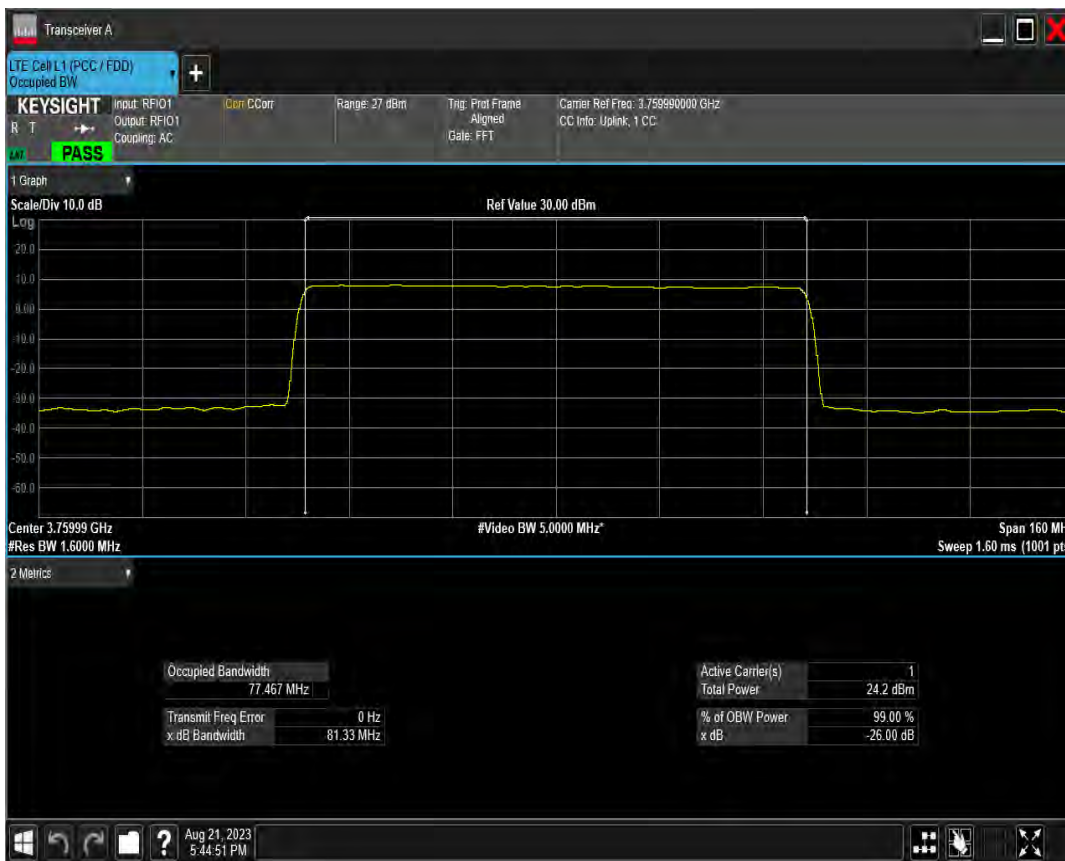 Transceiver A
LTE Cell L1 (PCC / FDD)
Occupied BW
+
KEYSIGHT
R T
PASS
Input: RFIO1
Output: RFIO1
Coupling: AC
Corr CCorr
Range: 27 dBm
Trig: Prot Frame
Aligned
Gate: FFT
Carrier Ref Freq: 3.759990000 GHz
CC Info: Uplink, 1 CC
1 Graph
Scale/Div 10.0 dB
Ref Value 30.00 dBm
Log
20.0
10.0
0.00
-10.0
-20.0
-30.0
-40.0
-50.0
-60.0
Center 3.75999 GHz
#Video BW 5.0000 MHz*
Span 160 MH
#Res BW 1.6000 MHz
Sweep 1.60 ms (1001 pts
2 Metrics
Occupied Bandwidth
77.467 MHz
Transmit Freq Error 0 Hz
x dB Bandwidth 81.33 MHz
Active Carrier(s) 1
Total Power 24.2 dBm
% of OBW Power 99.00 %
x dB -26.00 dB
?
Aug 21, 2023
5:44:51 PM